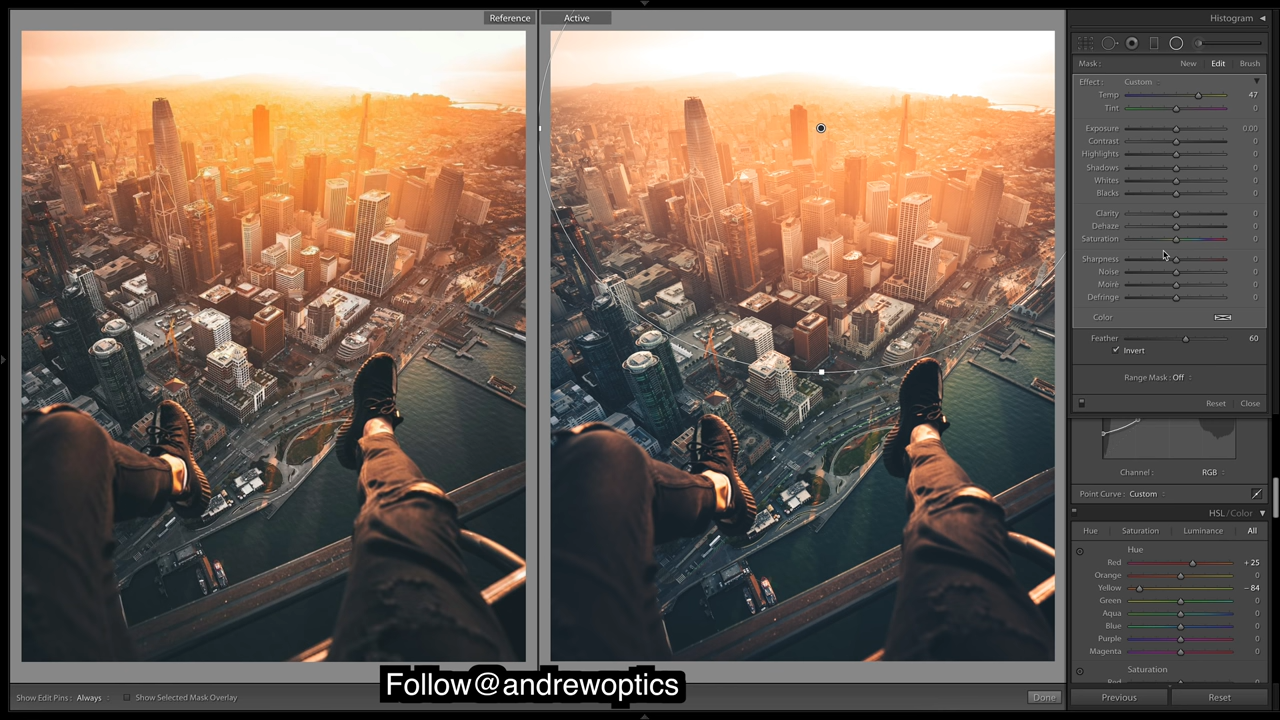 Reference
Active
Histogram
Mask : New Edit Brush
Effect : Custom
Temp 47
Tint 0
Exposure 0.00
Contrast 0
Highlights 0
Shadows 0
Whites 0
Blacks 0
Clarity 0
Dehaze 0
Saturation 0
Sharpness 0
Noise 0
Moiré 0
Defringe 0
Color
Feather 60
Invert
Range Mask : Off
Reset Close
Channel : RGB
Point Curve : Custom
HSL / Color
Hue Saturation Luminance All
Hue
Red + 25
Orange 0
Yellow − 84
Green 0
Aqua 0
Blue 0
Purple 0
Magenta 0
Saturation
Show Edit Pins : Always Show Selected Mask Overlay
Follow@andrewoptics
Done
Previous Reset